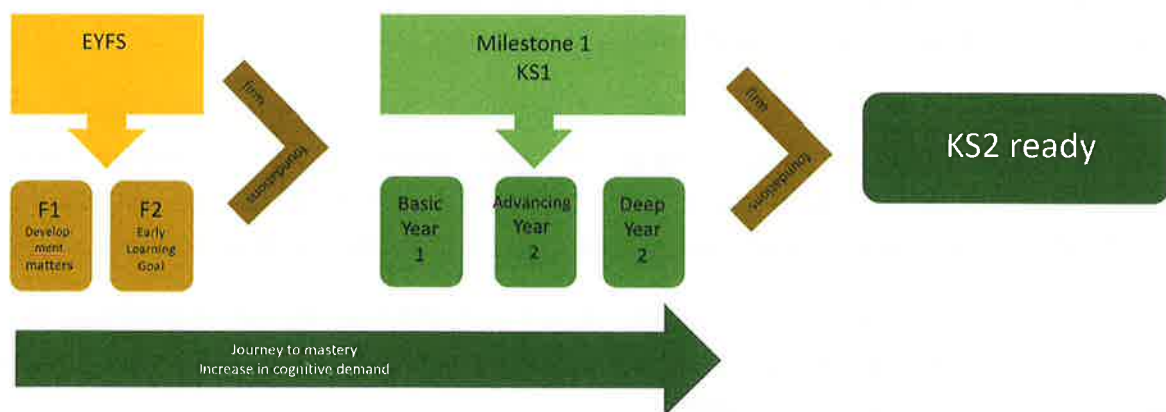 EYFS
F1
Develop-
ment
matters
F2
Early
Learning
Goal
firm
foundations
Milestone 1
KS1
Basic
Year
1
Advancing
Year
2
Deep
Year
2
firm
foundations
KS2 ready
Journey to mastery
Increase in cognitive demand